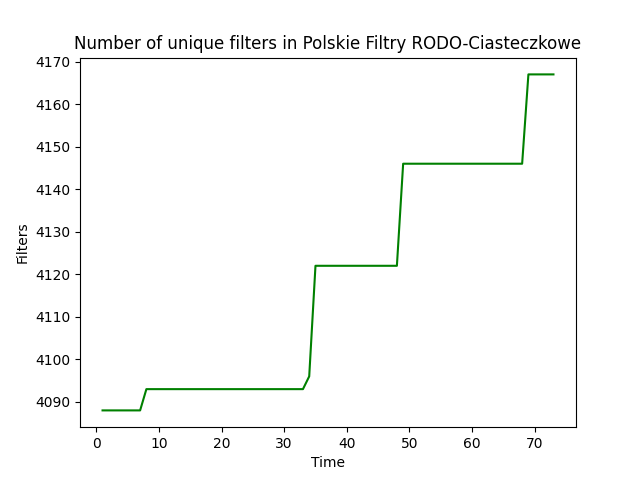 Number of unique filters in Polskie Filtry RODO-Ciasteczkowe
4170
4160
4150
4140
4130
4120
4110
4100
4090
Filters
0 10 20 30 40 50 60 70
Time